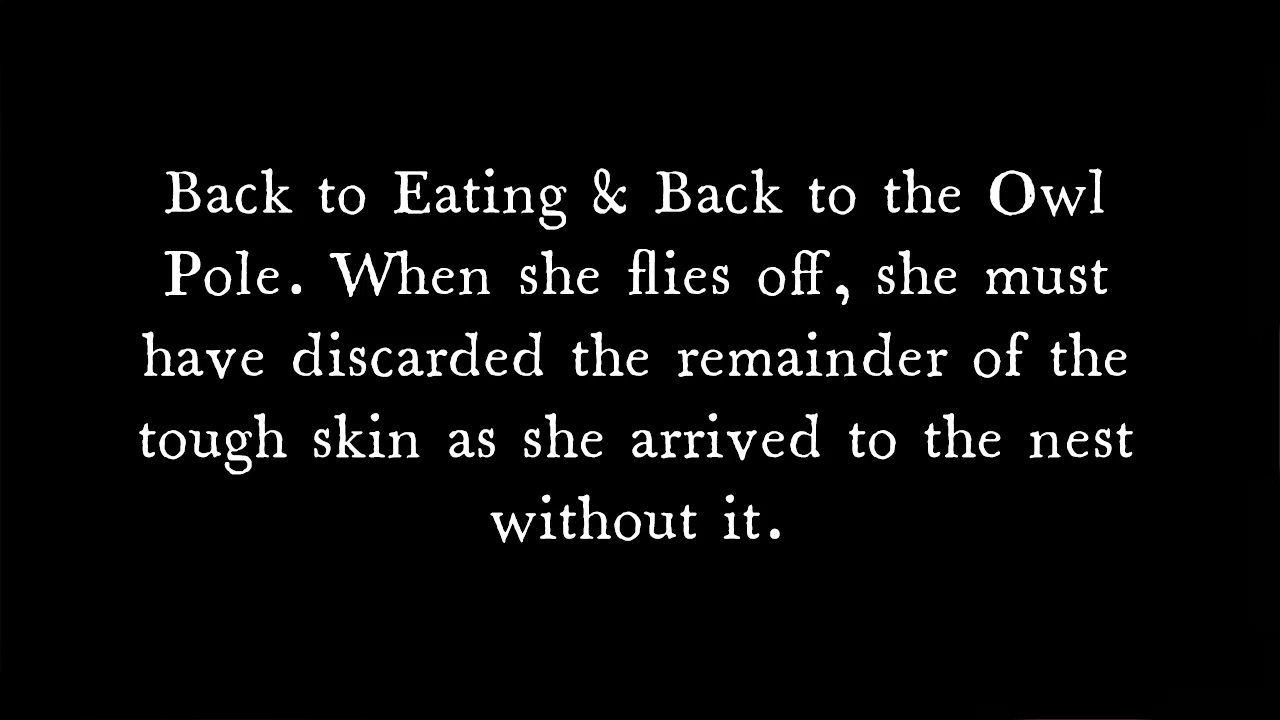 Back to Eating & Back to the Owl
Pole. When she flies off, she must
have discarded the remainder of the
tough skin as she arrived to the nest
without it.